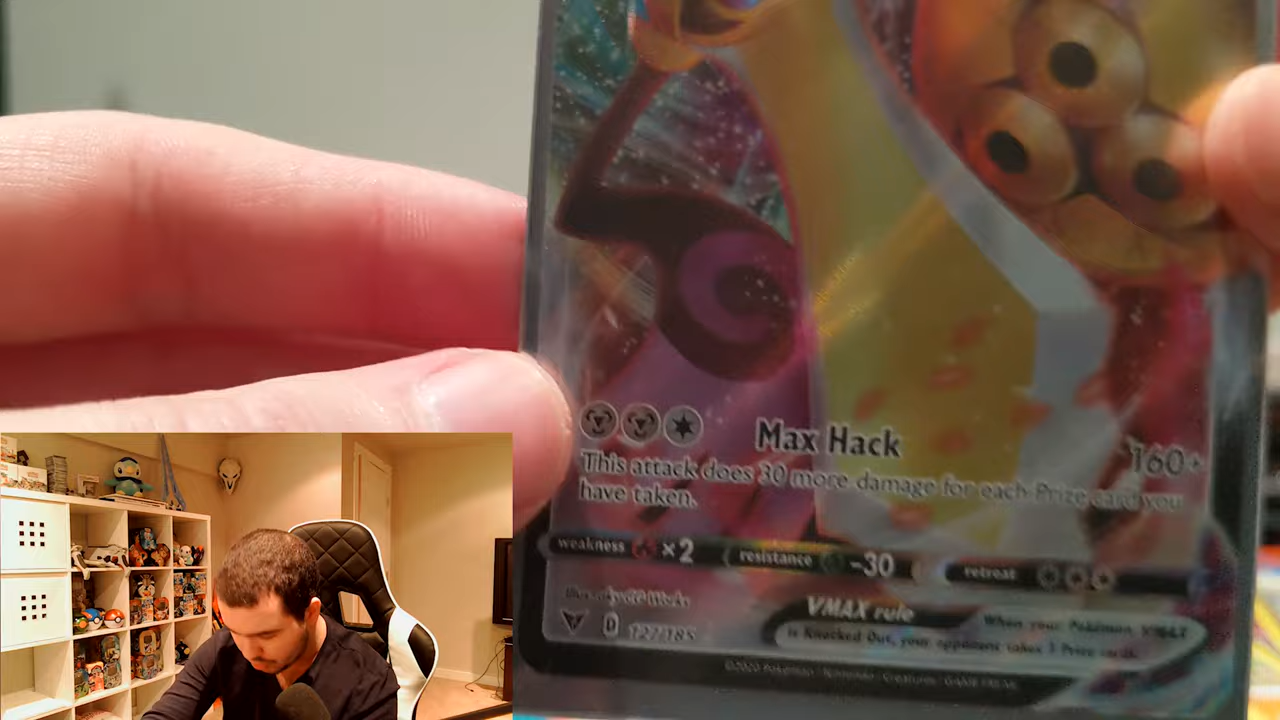 Max Hack
160+
This attack does 30 more damage for each Prize card you
have taken.
weakness ×2 resistance -30 retreat
VMAX rule
When your Pokémon VMAX
is Knocked Out, your opponent takes 3 Prize cards.
D 127/185
©2020 Pokémon / Nintendo / Creatures / GAME FREAK